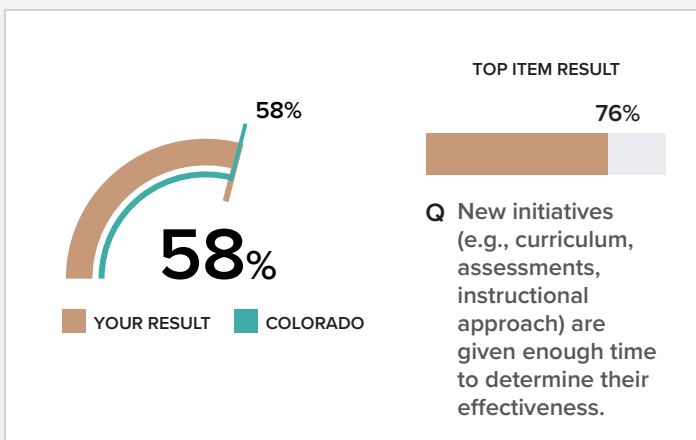 58%
58%
YOUR RESULT
COLORADO
TOP ITEM RESULT
76%
Q New initiatives
(e.g., curriculum,
assessments,
instructional
approach) are
given enough time
to determine their
effectiveness.